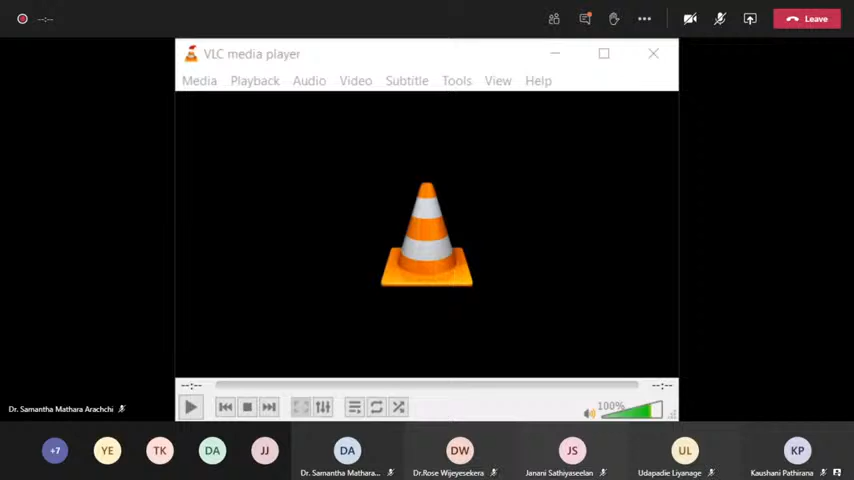 --:--
Leave
VLC media player
Media Playback Audio Video Subtitle Tools View Help
--:-- --:--
100%
Dr. Samantha Mathara Arachchi
+7 YE TK DA JJ DA DW JS UL KP
Dr. Samantha Mathara... Dr.Rose Wijeyesekera Janani Sathiyaseelan Udapadie Liyanage Kaushani Pathirana